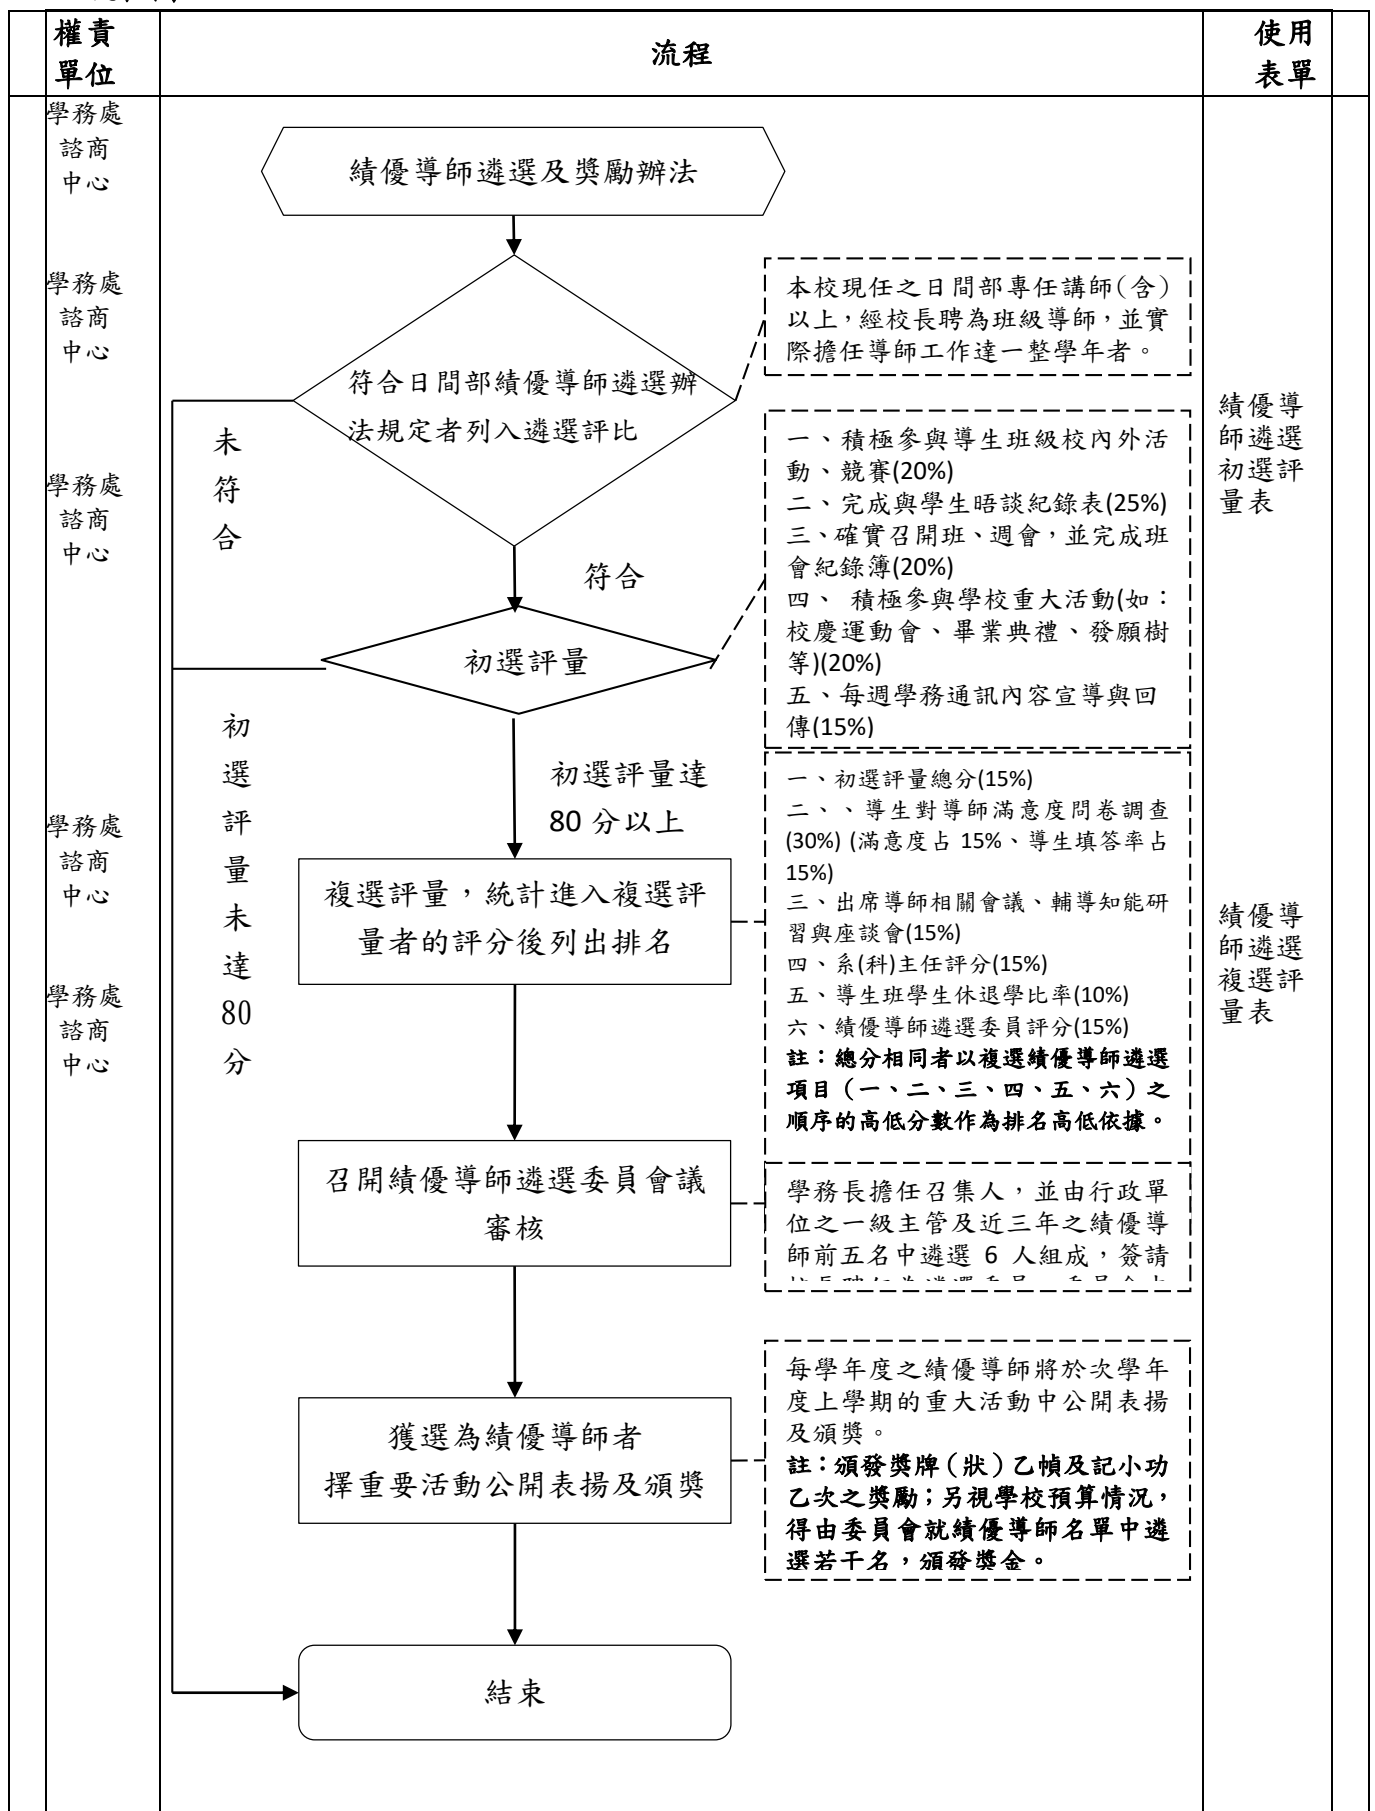 權責
單位
流程
使用
表單
學務處
諮商
中心
績優導師遴選及獎勵辦法
學務處
諮商
中心
本校現任之日間部專任講師(含)
以上,經校長聘為班級導師,並實
際擔任導師工作達一整學年者。
符合日間部績優導師遴選辦
法規定者列入遴選評比
未
符
合
符合
績優導
師遴選
初選評
量表
學務處
諮商
中心
一、積極參與導生班級校內外活
動、競賽(20%)
二、完成與學生晤談紀錄表(25%)
三、確實召開班、週會,並完成班
會紀錄簿(20%)
四、 積極參與學校重大活動(如：
校慶運動會、畢業典禮、發願樹
等)(20%)
五、每週學務通訊內容宣導與回
傳(15%)
初選評量
初
選
評
量
未
達
80
分
初選評量達
80 分以上
學務處
諮商
中心
複選評量，統計進入複選評
量者的評分後列出排名
一、初選評量總分(15%)
二、、導生對導師滿意度問卷調查
(30%) (滿意度占 15%、導生填答率占
15%)
三、出席導師相關會議、輔導知能研
習與座談會(15%)
四、系(科)主任評分(15%)
五、導生班學生休退學比率(10%)
六、績優導師遴選委員評分(15%)
註：總分相同者以複選績優導師遴選
項目（一、二、三、四、五、六）之
順序的高低分數作為排名高低依據。
績優導
師遴選
複選評
量表
學務處
諮商
中心
召開績優導師遴選委員會議
審核
學務長擔任召集人，並由行政單
位之一級主管及近三年之績優導
師前五名中遴選 6 人組成，簽請
獲選為績優導師者
擇重要活動公開表揚及頒獎
每學年度之績優導師將於次學年
度上學期的重大活動中公開表揚
及頒獎。
註：頒發獎牌（狀）乙幀及記小功
乙次之獎勵；另視學校預算情況，
得由委員會就績優導師名單中遴
選若干名，頒發獎金。
結束